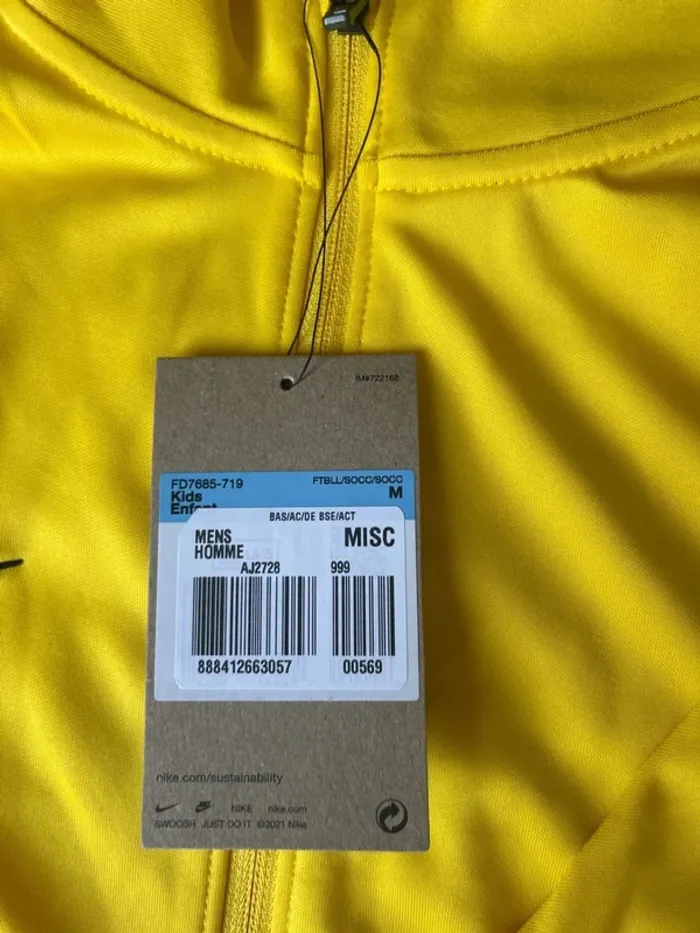 IM#722168
FD7685-719 FTBLL/SOCC/SOCC
Kids M
Enfant
BAS/AC/DE BSE/ACT
MENS MISC
HOMME
AJ2728 999
888412663057 00569
nike.com/sustainability
NIKE nike.com
SWOOSH JUST DO IT ©2021 Nike